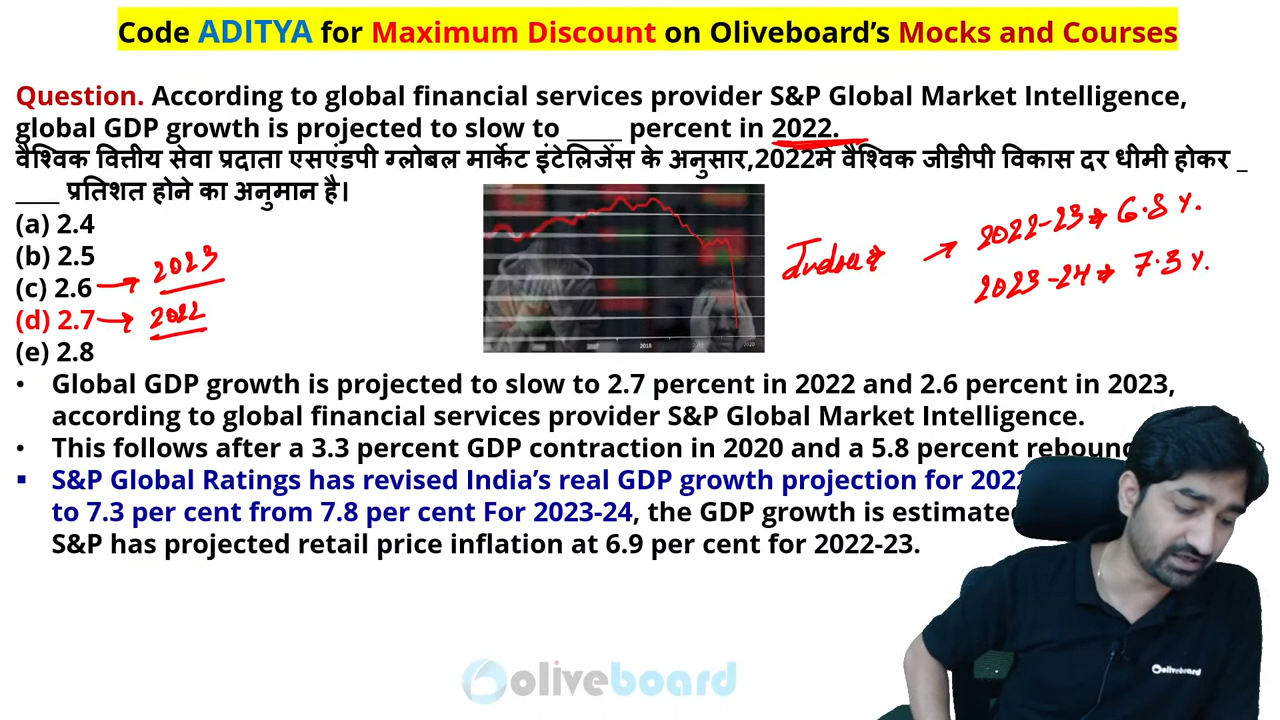 Code ADITYA for Maximum Discount on Oliveboard’s Mocks and Courses
Question. According to global financial services provider S&P Global Market Intelligence,
global GDP growth is projected to slow to _____ percent in 2022.
वैश्विक वित्तीय सेवा प्रदाता एसएंडपी ग्लोबल मार्केट इंटेलिजेंस के अनुसार,2022में वैश्विक जीडीपी विकास दर धीमी होकर _
____ प्रतिशत होने का अनुमान है।
(a) 2.4
(b) 2.5
(c) 2.6 → 2023
(d) 2.7 → 2022
(e) 2.8
2022-23 → 6.8 %.
2023-24 → 7.3 %.
2017 2018
2020
• Global GDP growth is projected to slow to 2.7 percent in 2022 and 2.6 percent in 2023,
according to global financial services provider S&P Global Market Intelligence.
• This follows after a 3.3 percent GDP contraction in 2020 and a 5.8 percent
▪ S&P Global Ratings has revised India’s real GDP growth projection for
to 7.3 per cent from 7.8 per cent For 2023-24, the GDP growth is estimated
S&P has projected retail price inflation at 6.9 per cent for 2022-23.
oliveboard
oliveboard